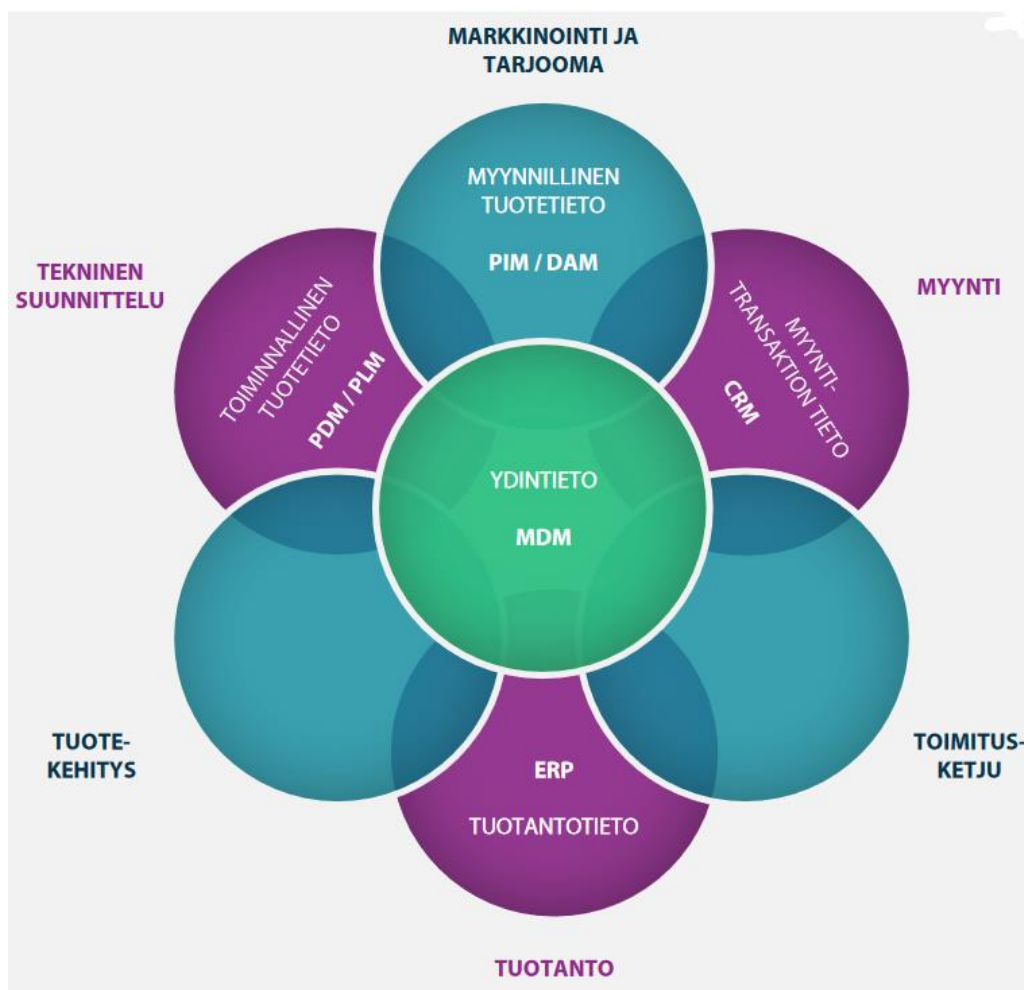 MARKKINOINTI JA
TARJOOMA
MYYNNILLINEN
TUOTETIETO
PIM / DAM
TEKNINEN
SUUNNITTELU
TOIMINNALLINEN
TUOTETIETO
PDM / PLM
MYYNTI
MYYNTI-
TRANSAKTION TIETO
CRM
YDINTIETO
MDM
TUOTE-
KEHITYS
TOIMITUS-
KETJU
ERP
TUOTANTOTIETO
TUOTANTO